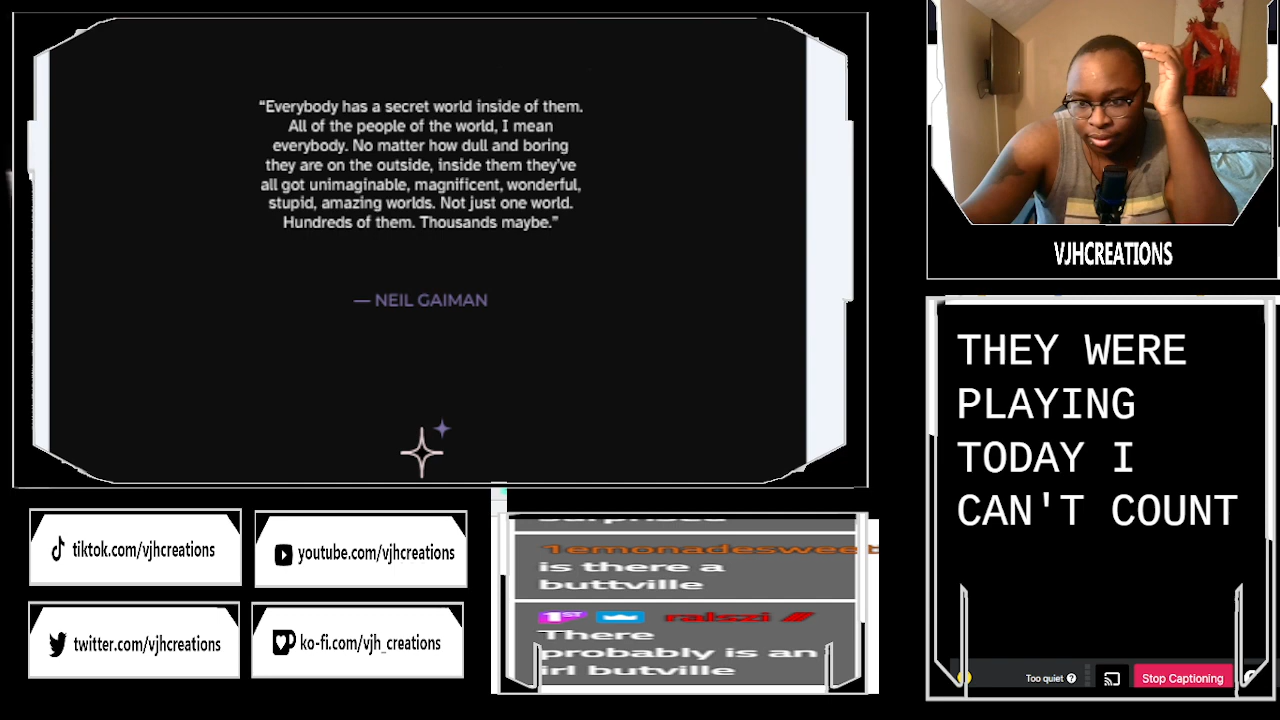 “Everybody has a secret world inside of them.
All of the people of the world, I mean
everybody. No matter how dull and boring
they are on the outside, inside them they've
all got unimaginable, magnificent, wonderful,
stupid, amazing worlds. Not just one world.
Hundreds of them. Thousands maybe.”
— NEIL GAIMAN
VJHCREATIONS
THEY WERE
PLAYING
TODAY I
CAN'T COUNT
Too quiet
Stop Captioning
tiktok.com/vjhcreations
youtube.com/vjhcreations
twitter.com/vjhcreations
ko-fi.com/vjh_creations
1emonadesweet
is there a
buttville
1ST ralszi
There
probably is an
irl butville